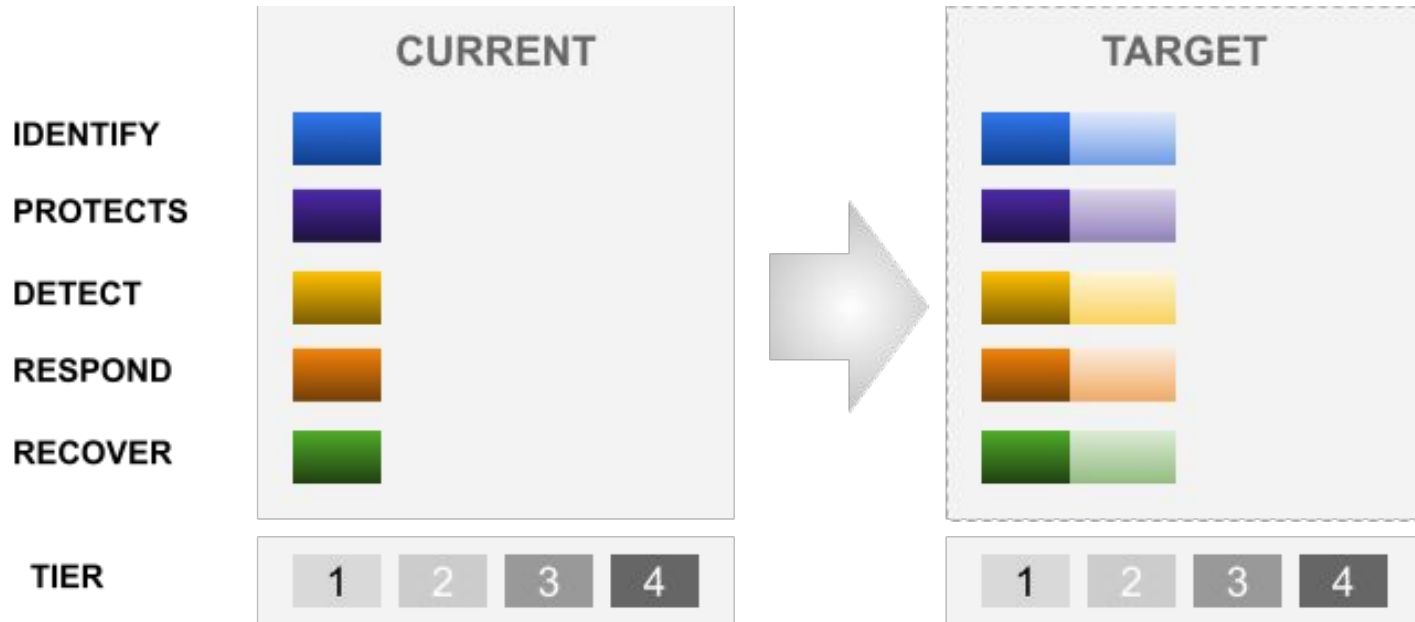 CURRENT TARGET
IDENTIFY
PROTECTS
DETECT
RESPOND
RECOVER
TIER 1 2 3 4 1 2 3 4